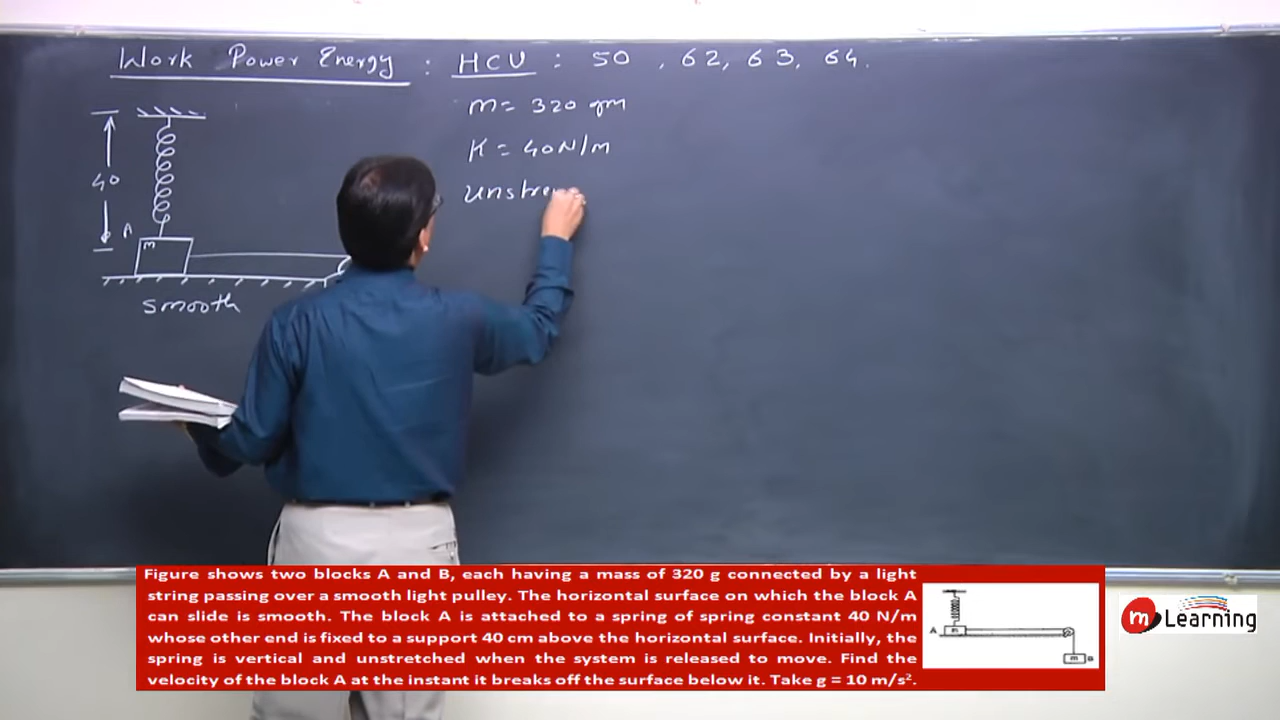 Work Power Energy : HCU : 50 , 62, 63, 64.
m = 320 gm
K = 40N/m
40
A
m
smooth
Figure shows two blocks A and B, each having a mass of 320 g connected by a light
string passing over a smooth light pulley. The horizontal surface on which the block A
can slide is smooth. The block A is attached to a spring of spring constant 40 N/m
whose other end is fixed to a support 40 cm above the horizontal surface. Initially, the
spring is vertical and unstretched when the system is released to move. Find the
velocity of the block A at the instant it breaks off the surface below it. Take g = 10 m/s².
A
m
m
B
m Learning